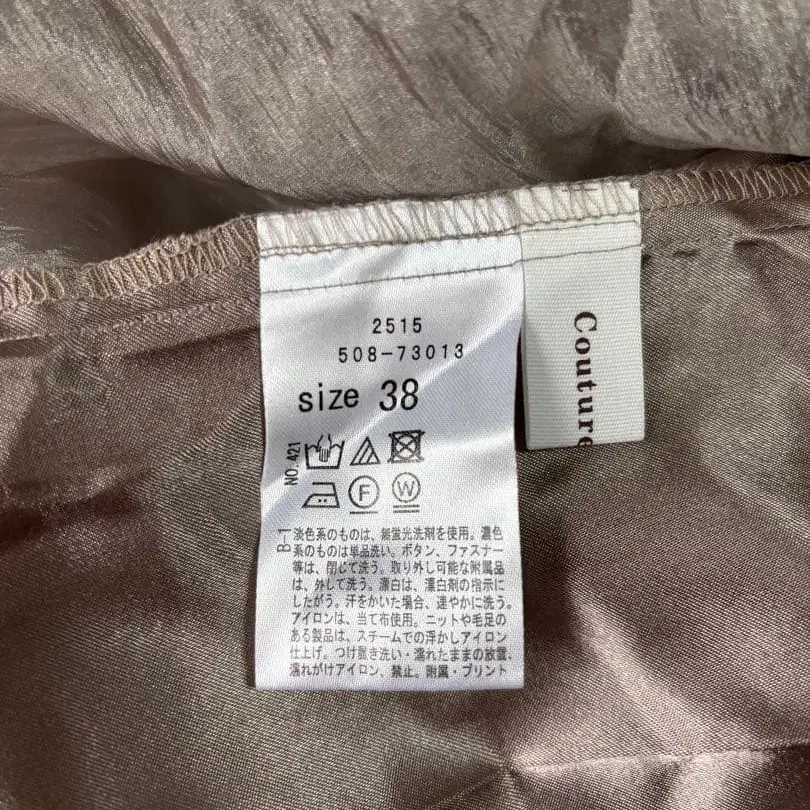 2515
508-73013
size 38
NO.421
F
W
B-1
淡色系のものは、無蛍光洗剤を使用。濃色
系のものは単品洗い。ボタン、ファスナー
等は、閉じて洗う。取り外し可能な附属品
は、外して洗う。漂白は、漂白剤の指示に
したがう。汗をかいた場合、速やかに洗う。
アイロンは、当て布使用。ニットや毛足の
ある製品は、スチームでの浮かしアイロン
仕上げ。つけ置き洗い・濡れたままの放置、
濡れがけアイロン、禁止。附属・プリント
Couture